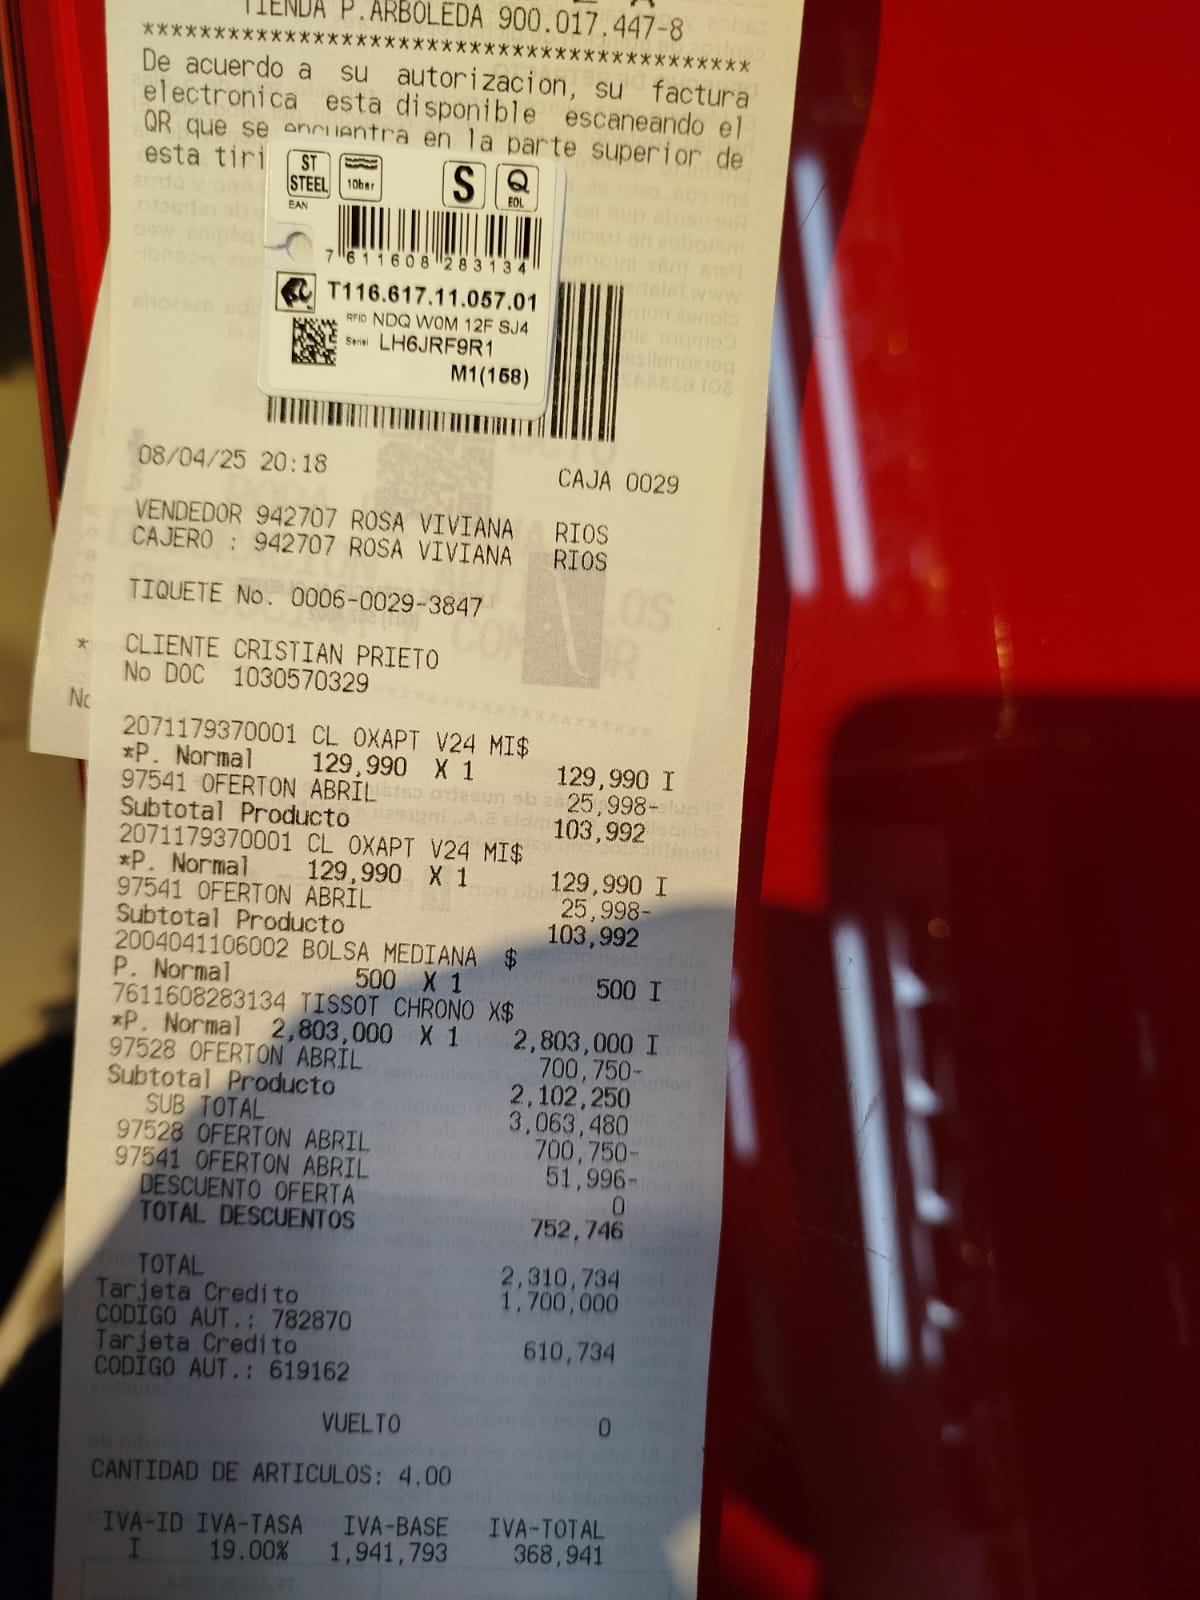 TIENDA P.ARBOLEDA 900.017.447-8
******************************************
De acuerdo a su autorizacion, su factura
electronica esta disponible escaneando el
QR que se encuentra en la parte superior de
esta tiri
ST STEEL
10bar
S
Q
EOL
EAN
7 611608 283134
T116.617.11.057.01
RFID NDQ W0M 12F SJ4
Serial LH6JRF9R1
M1(158)
08/04/25 20:18 CAJA 0029
VENDEDOR 942707 ROSA VIVIANA RIOS
CAJERO : 942707 ROSA VIVIANA RIOS
TIQUETE No. 0006-0029-3847
* CLIENTE CRISTIAN PRIETO
No DOC 1030570329
2071179370001 CL OXAPT V24 MI$
*P. Normal 129,990 X 1 129,990 I
97541 OFERTON ABRIL 25,998-
Subtotal Producto 103,992
2071179370001 CL OXAPT V24 MI$
*P. Normal 129,990 X 1 129,990 I
97541 OFERTON ABRIL 25,998-
Subtotal Producto 103,992
2004041106002 BOLSA MEDIANA $
P. Normal 500 X 1 500 I
7611608283134 TISSOT CHRONO X$
*P. Normal 2,803,000 X 1 2,803,000 I
97528 OFERTON ABRIL 700,750-
Subtotal Producto 2,102,250
SUB TOTAL 3,063,480
97528 OFERTON ABRIL 700,750-
97541 OFERTON ABRIL 51,996-
DESCUENTO OFERTA 0
TOTAL DESCUENTOS 752,746
TOTAL 2,310,734
Tarjeta Credito 1,700,000
CODIGO AUT.: 782870
Tarjeta Credito 610,734
CODIGO AUT.: 619162
VUELTO 0
CANTIDAD DE ARTICULOS: 4.00
IVA-ID IVA-TASA IVA-BASE IVA-TOTAL
I 19.00% 1,941,793 368,941